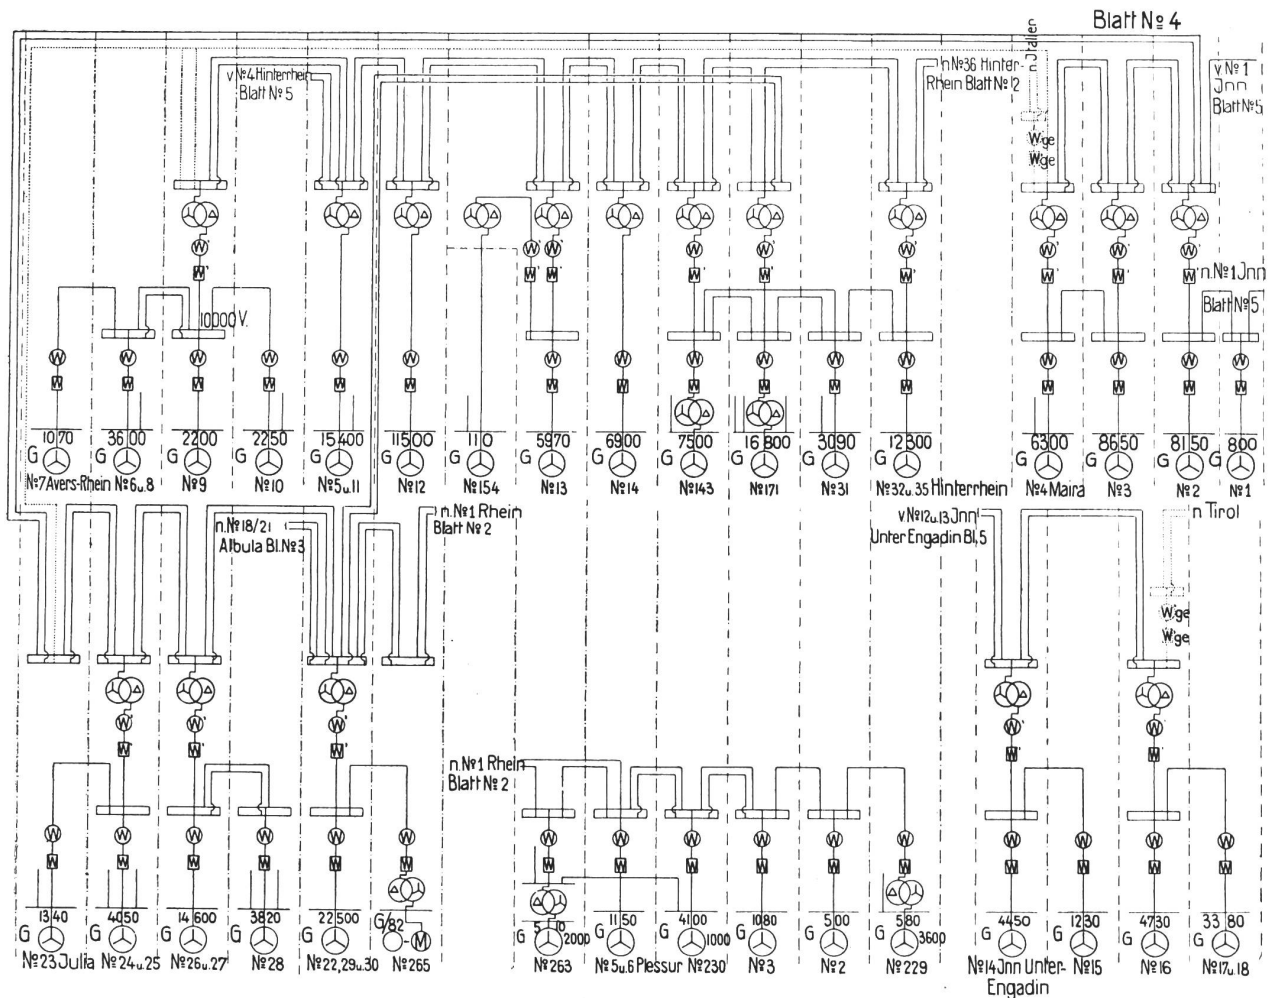 Blatt No 4
n. Italien
v No 4 Hinterrhein
Blatt No 5
n No 36 Hinter-
Rhein Blatt No 2
v No 1
Jnn
Blatt No 5
W ge
W ge
n. No 1 Jnn
Blatt No 5
10000 V.
1070 3600 2200 2250 15400 11500 110 5970 6900 7500 16800 3090 12300 6300 8650 8150 800
G G G G G G G G G G G G G G G G G
No 7 Avers-Rhein No 6 u. 8 No 9 No 10 No 5 u. 11 No 12 No 154 No 13 No 14 No 143 No 171 No 31 No 32 u. 35 Hinterrhein No 4 Maira No 3 No 2 No 1
n. No 18/21
Albula Bl. No 3
n. No 1 Rhein
Blatt No 2
v. No 12 u. 13 Jnn
Unter Engadin Bl. 5
n Tirol
W ge
W ge
n. No 1 Rhein
Blatt No 2
1340 4050 14600 3820 22500 G/82 5 10 2000 1150 4100 1000 1080 500 580 3600 4450 1230 4730 3380
G G G G G M G G G G G G G G G G
No 23 Julia No 24 u. 25 No 26 u. 27 No 28 No 22, 29 u. 30 No 265 No 263 No 5 u. 6 Plessur No 230 No 3 No 2 No 229 No 14 Jnn Unter-
Engadin No 15 No 16 No 17 u. 18